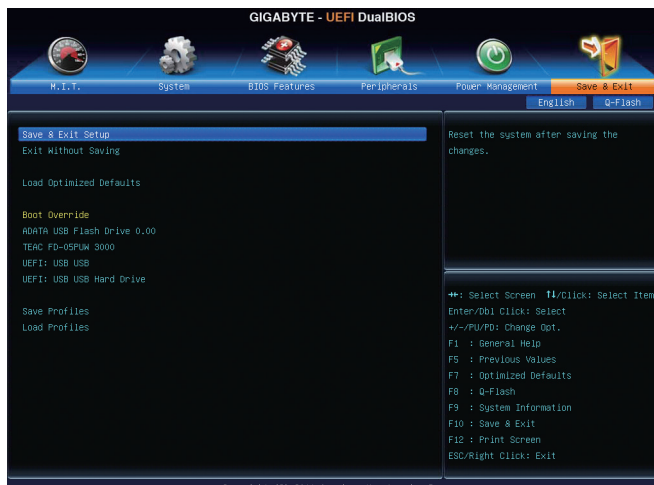 GIGABYTE - UEFI DualBIOS
M.I.T. System BIOS Features Peripherals Power Management Save & Exit
English Q-Flash
Save & Exit Setup
Exit Without Saving
Load Optimized Defaults
Boot Override
ADATA USB Flash Drive 0.00
TEAC FD-05PUW 3000
UEFI: USB USB
UEFI: USB USB Hard Drive
Save Profiles
Load Profiles
Reset the system after saving the
changes.
→←: Select Screen ↑↓/Click: Select Item
Enter/Dbl Click: Select
+/-/PU/PD: Change Opt.
F1 : General Help
F5 : Previous Values
F7 : Optimized Defaults
F8 : Q-Flash
F9 : System Information
F10 : Save & Exit
F12 : Print Screen
ESC/Right Click: Exit